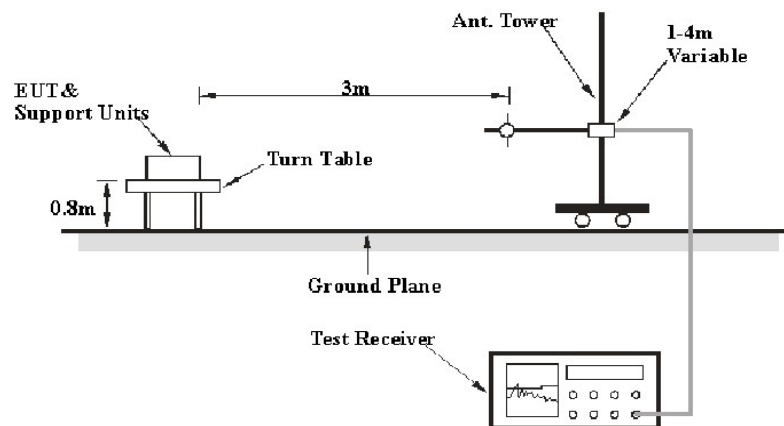 Ant. Tower
1-4m
Variable
EUT&
Support Units
3m
Turn Table
0.8m
Ground Plane
Test Receiver